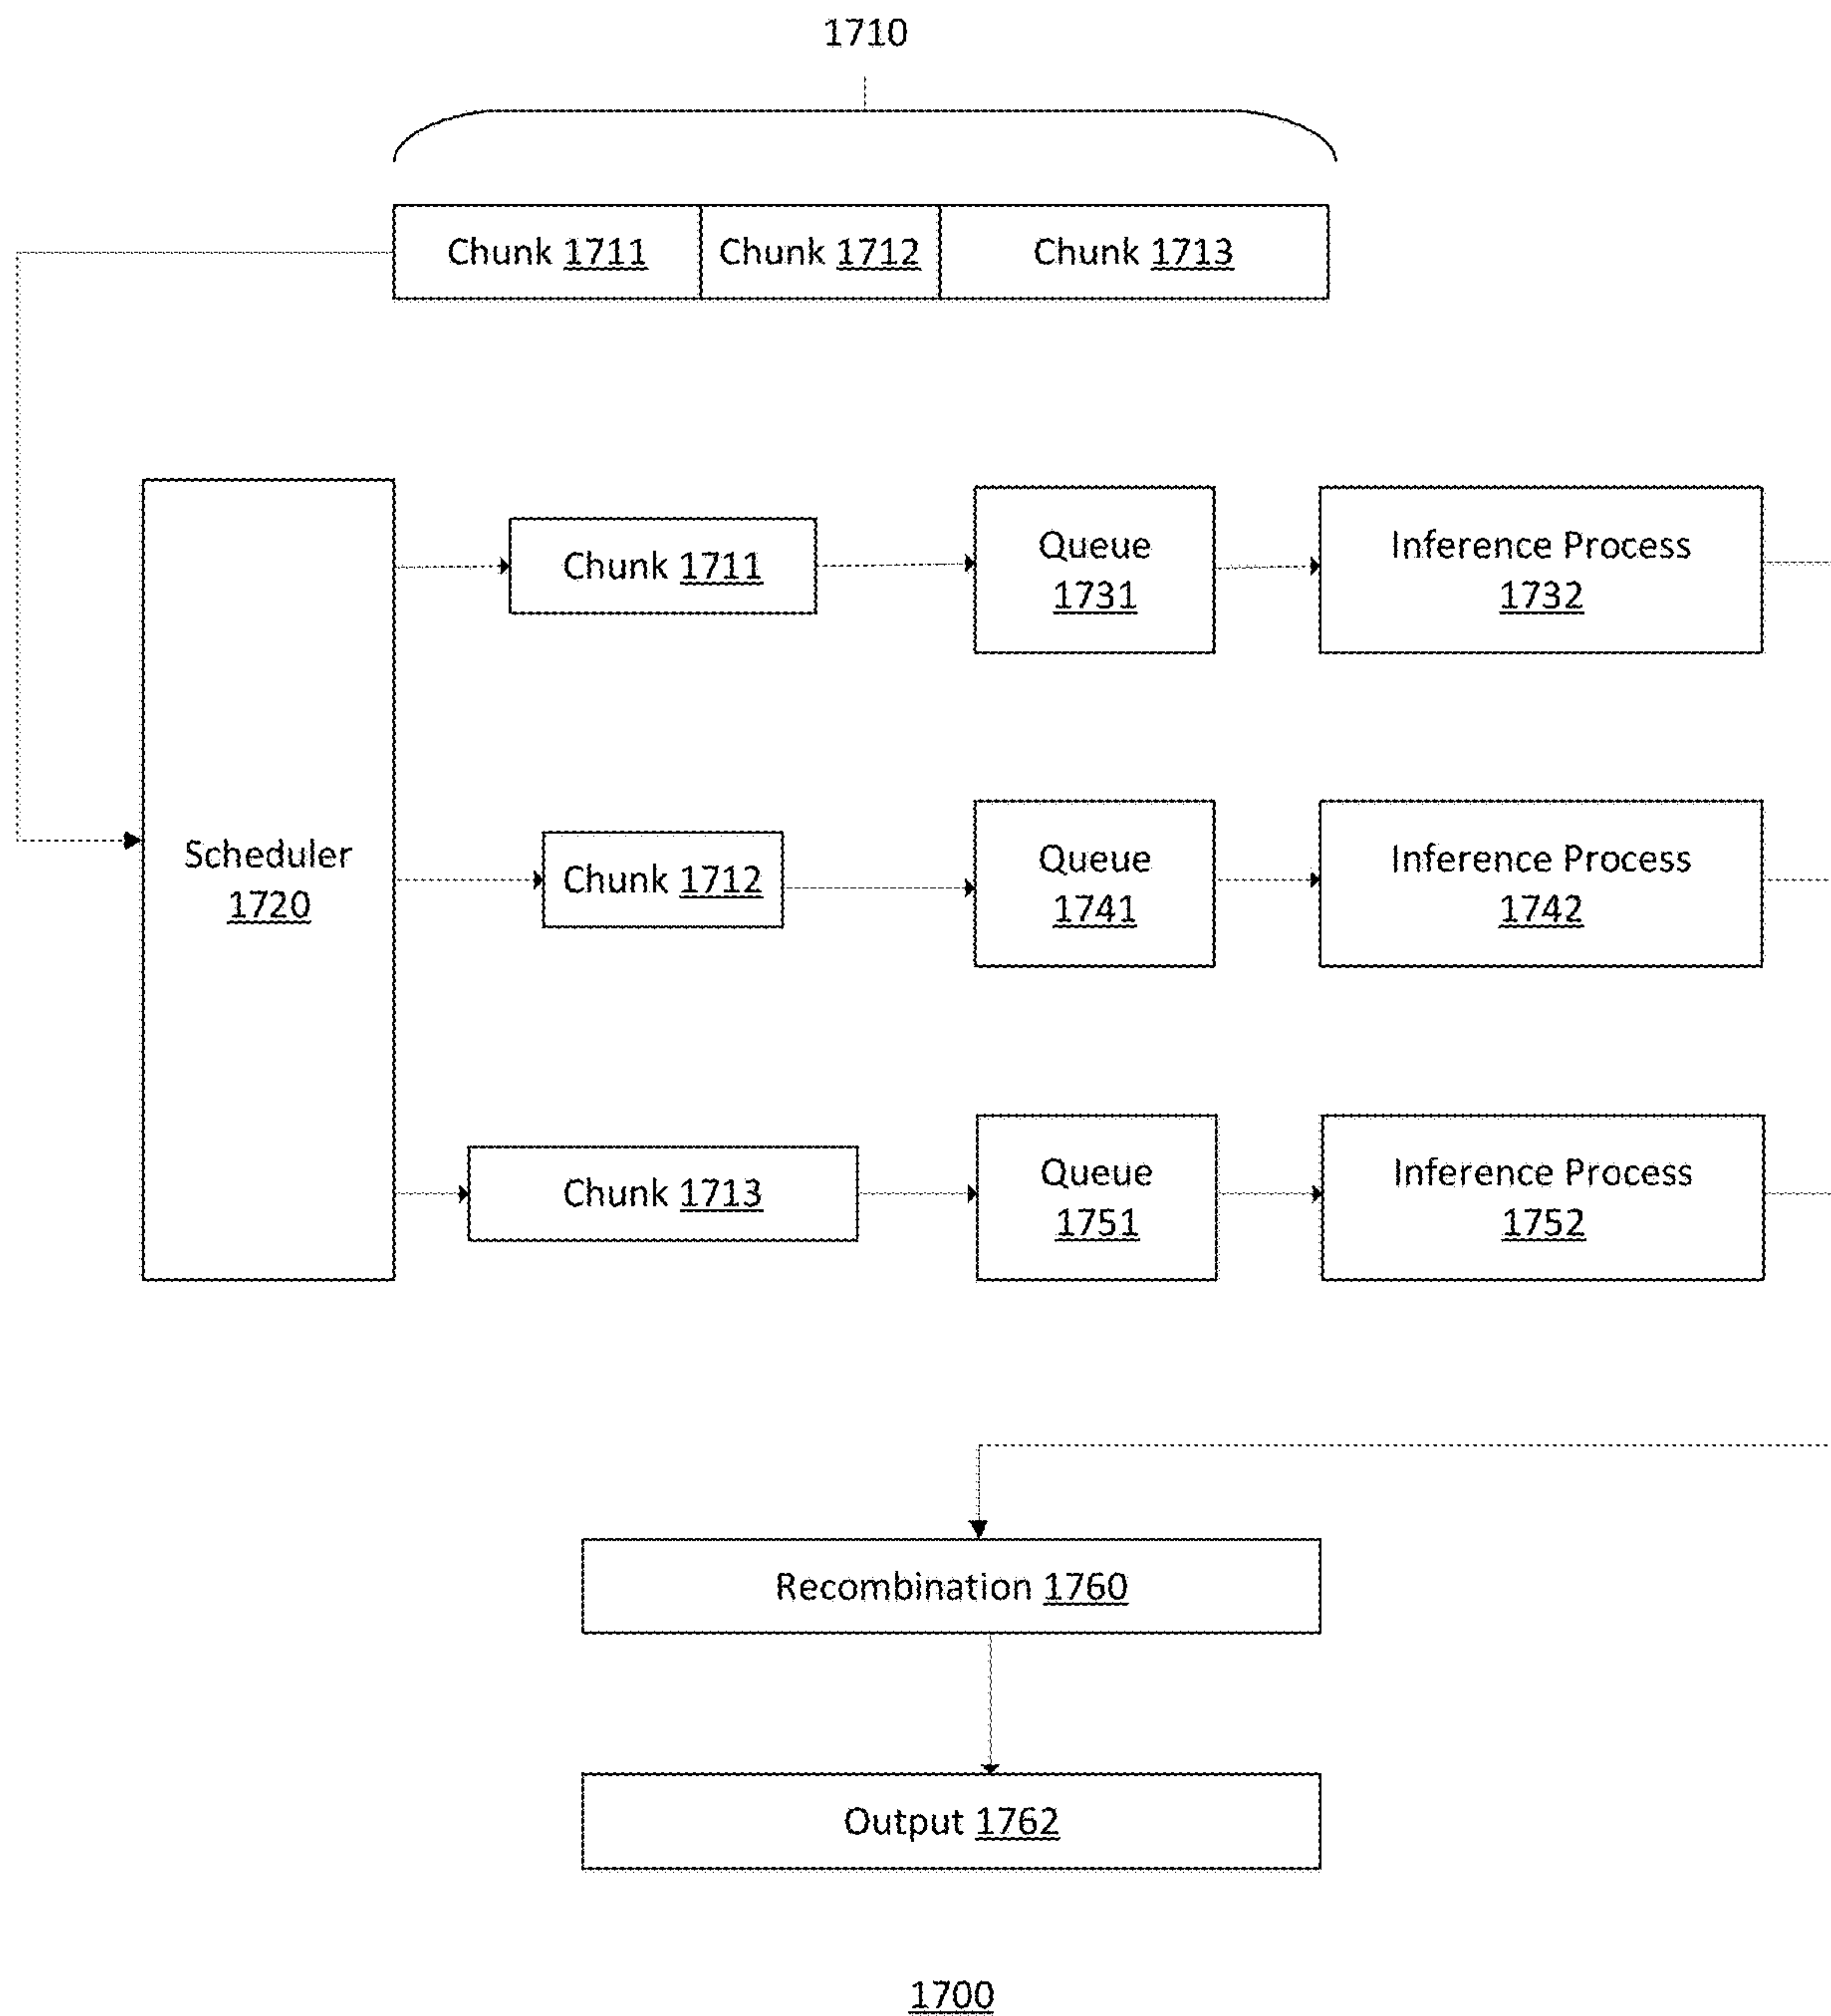 1710
Chunk 1711 Chunk 1712 Chunk 1713
Scheduler
1720
Chunk 1711
Queue
1731
Inference Process
1732
Chunk 1712
Queue
1741
Inference Process
1742
Chunk 1713
Queue
1751
Inference Process
1752
Recombination 1760
Output 1762
1700